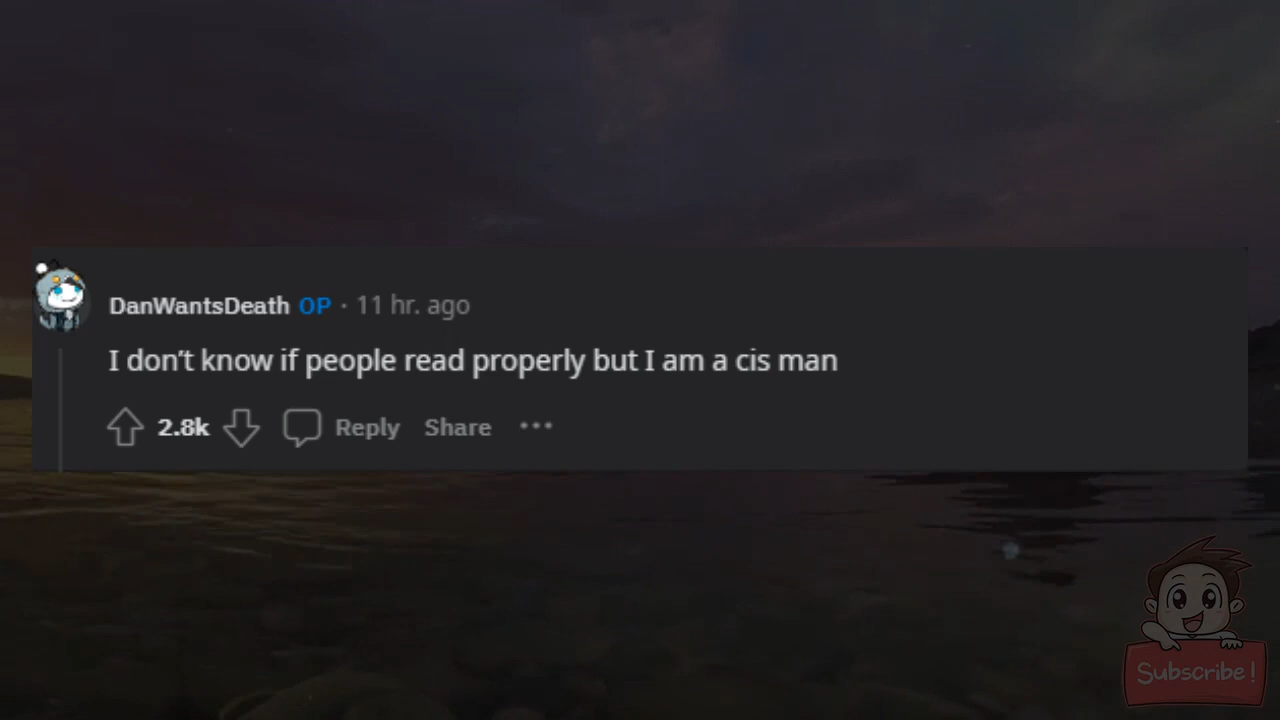 DanWantsDeath OP · 11 hr. ago
I don't know if people read properly but I am a cis man
2.8k Reply Share ...
Subscribe!